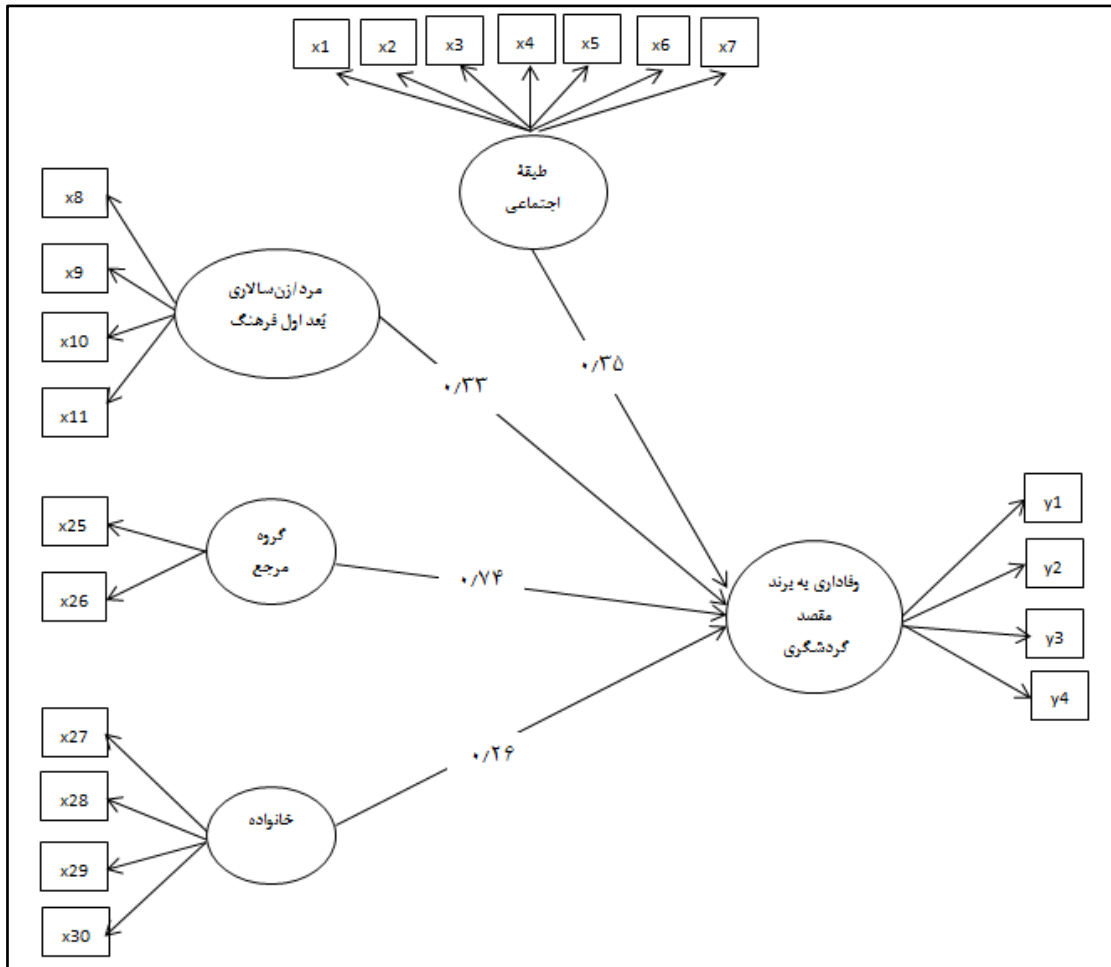 x1 x2 x3 x4 x5 x6 x7
طبقۀ
اجتماعی
x8
x9
x10
x11
مرد/زن‌سالاری
بُعد اول فرهنگ
۰/۳۵
۰/۳۳
x25
x26
گروه
مرجع
۰/۷۴
وفاداری به برند
مقصد
گردشگری
y1
y2
y3
y4
۰/۲۶
x27
x28
x29
x30
خانواده